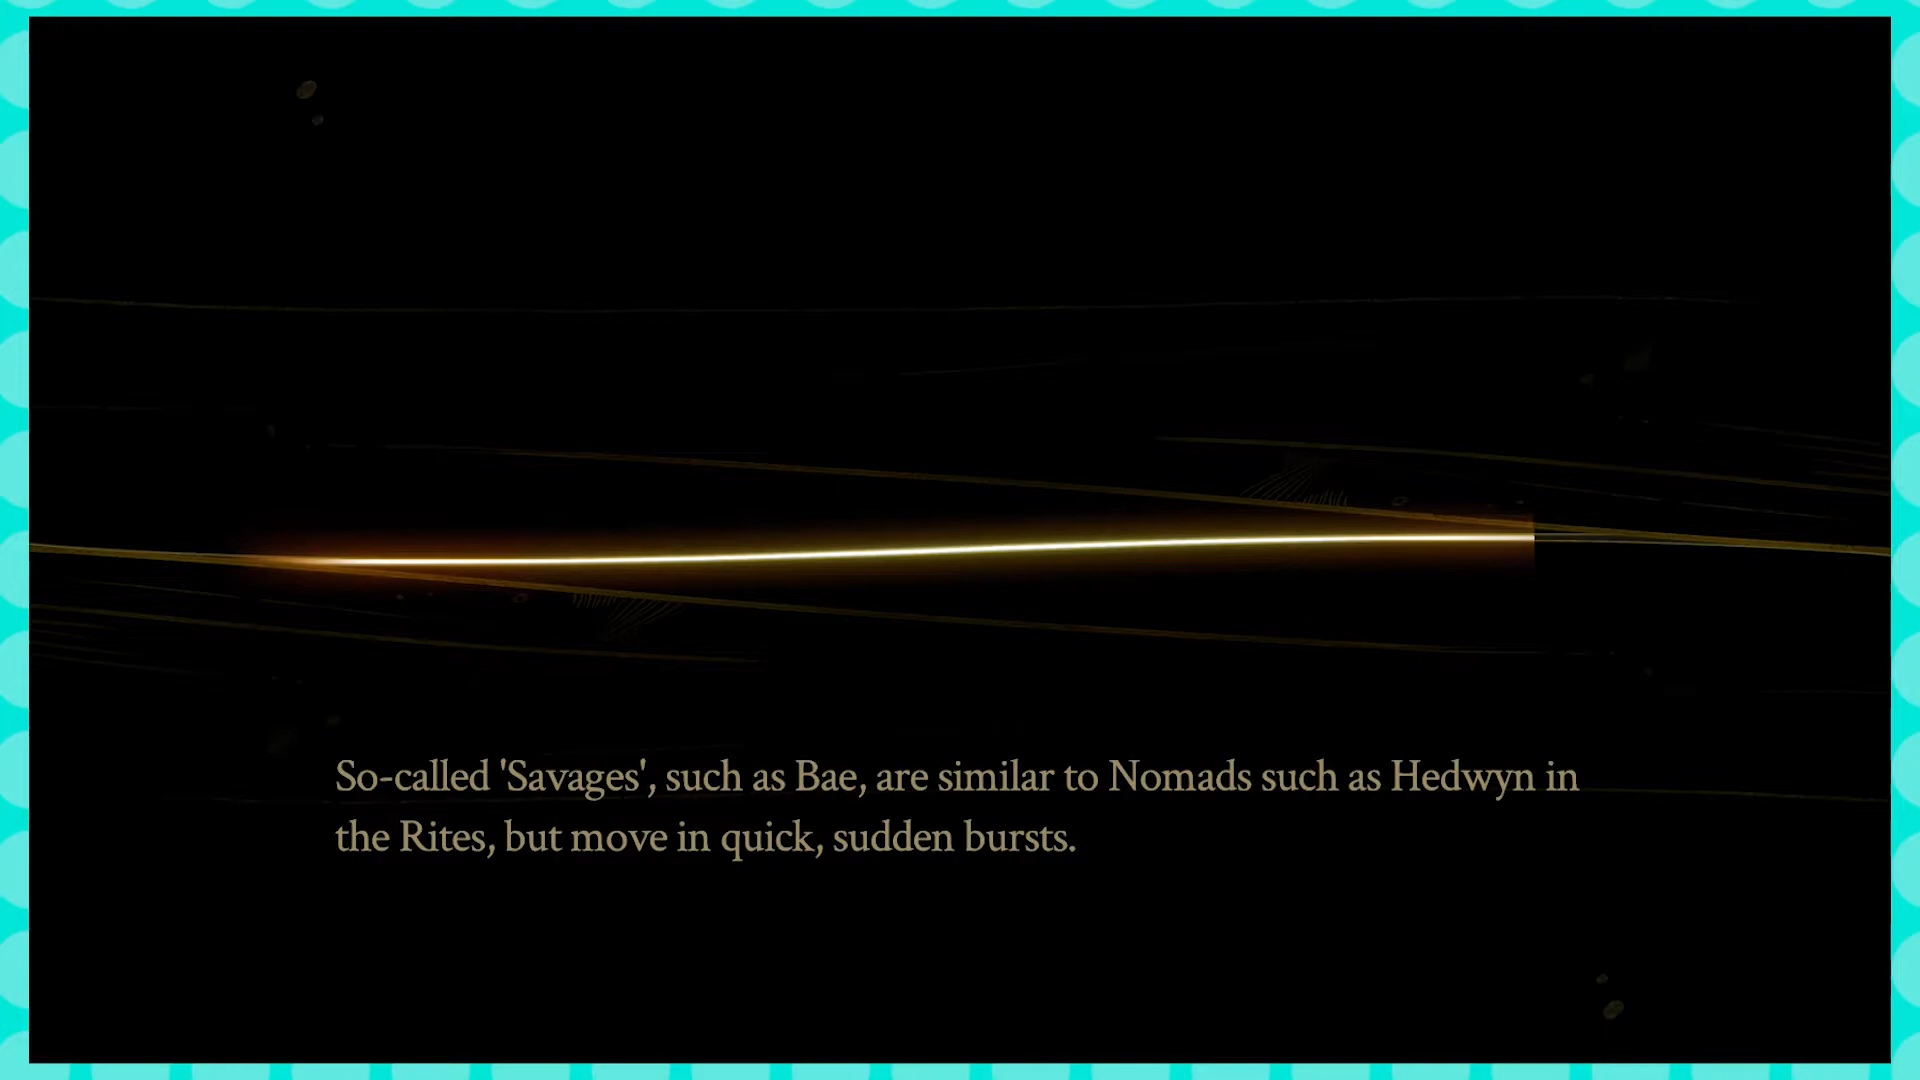 So-called 'Savages', such as Bae, are similar to Nomads such as Hedwyn in
the Rites, but move in quick, sudden bursts.